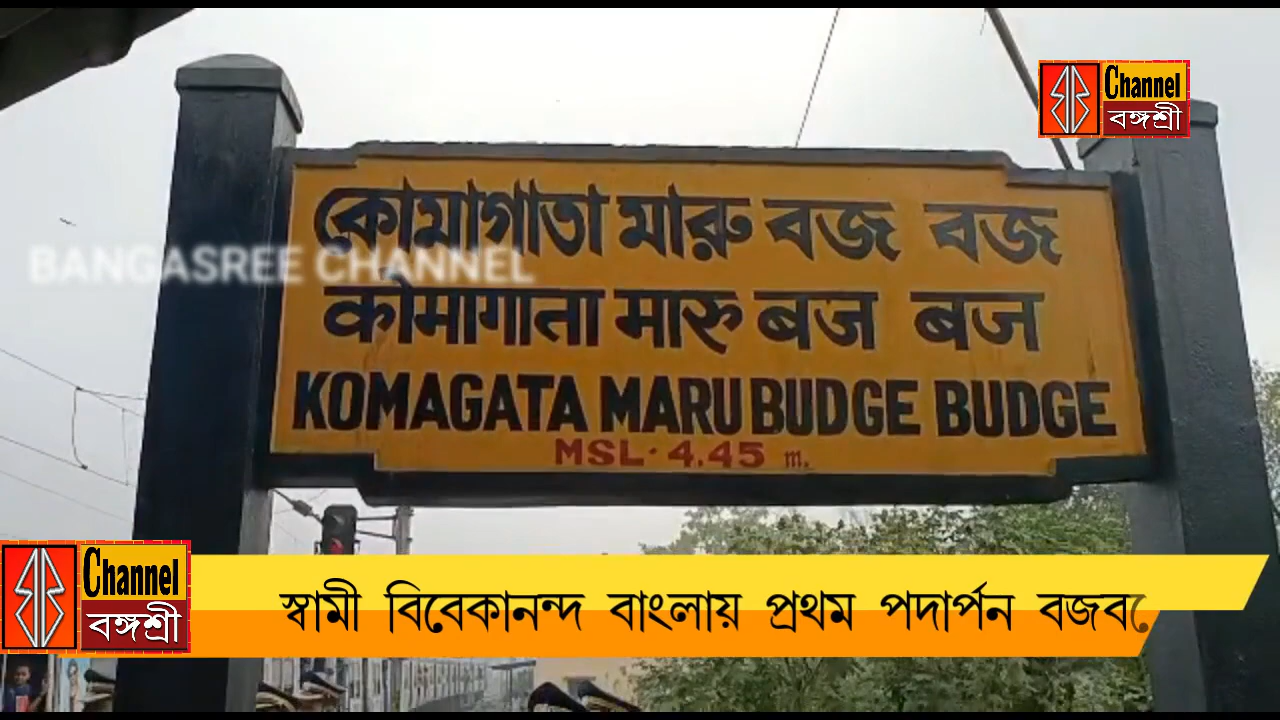 Channel
বঙ্গশ্রী
কোমাগাতা মারু বজ বজ
BANGASREE CHANNEL
कोमागाता मारु बज बज
KOMAGATA MARU BUDGE BUDGE
MSL. 4.45 m.
Channel
বঙ্গশ্রী
স্বামী বিবেকানন্দ বাংলায় প্রথম পদার্পন